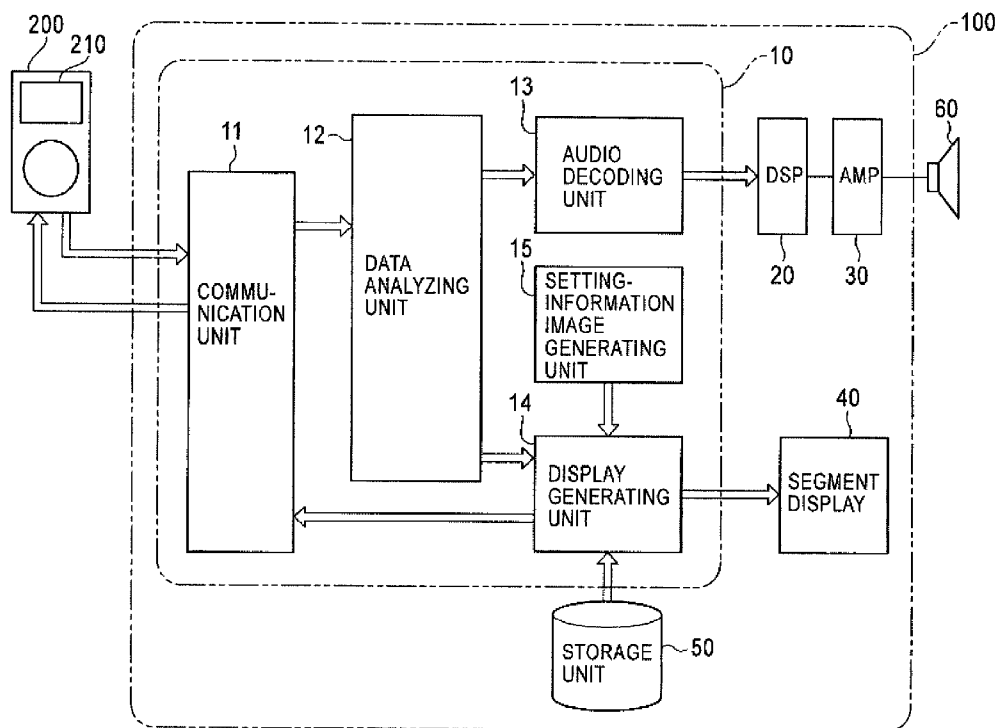 100
200
210
10
13
60
11
12
AUDIO
DECODING
UNIT
DSP
AMP
20
30
15
COMMU-
NICATION
UNIT
DATA
ANALYZING
UNIT
SETTING-
INFORMATION
IMAGE
GENERATING
UNIT
14
40
DISPLAY
GENERATING
UNIT
SEGMENT
DISPLAY
STORAGE
UNIT
50